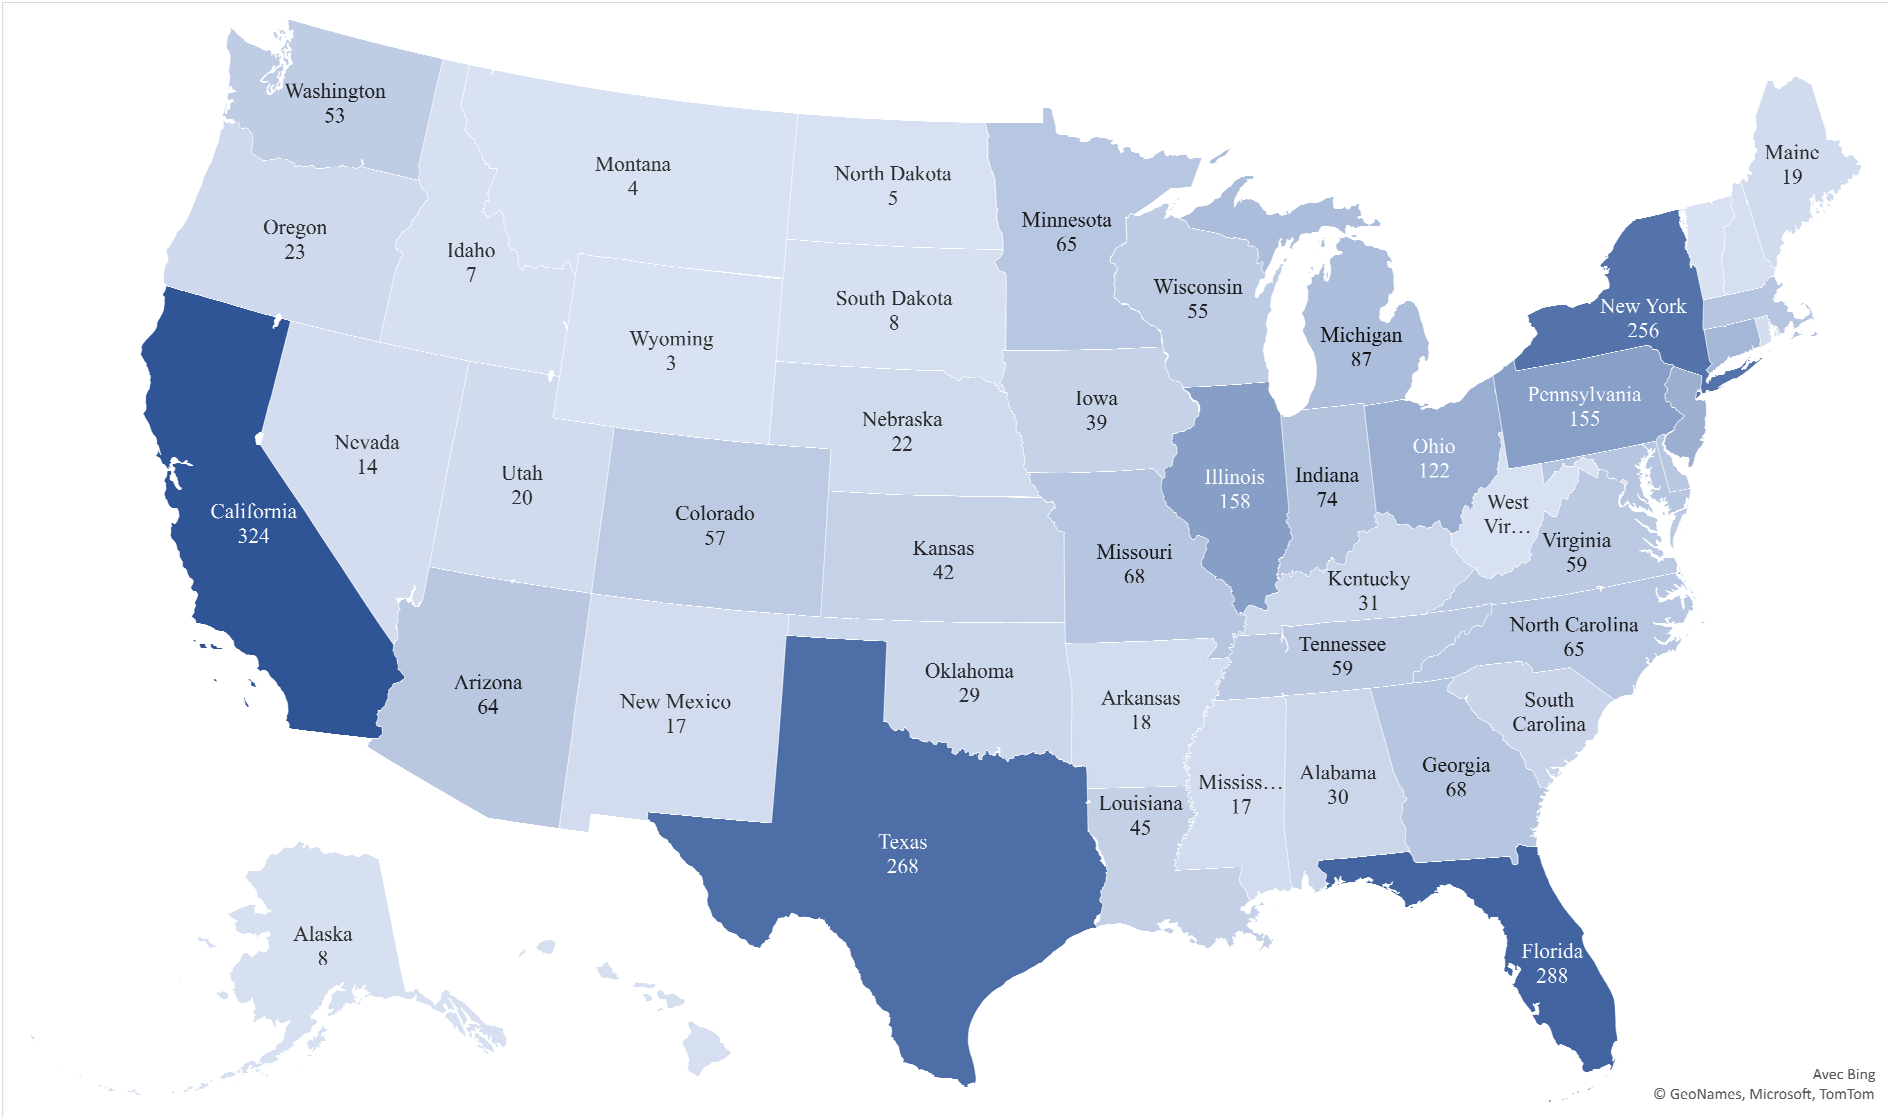 Washington
53
Montana
4
North Dakota
5
Minnesota
65
Maine
19
Oregon
23
Idaho
7
South Dakota
8
Wisconsin
55
Michigan
87
New York
256
Wyoming
3
Nebraska
22
Iowa
39
Pennsylvania
155
Nevada
14
Utah
20
Colorado
57
Kansas
42
Missouri
68
Illinois
158
Indiana
74
Ohio
122
West
Vir...
Virginia
59
California
324
Kentucky
31
North Carolina
65
Tennessee
59
Arizona
64
New Mexico
17
Oklahoma
29
Arkansas
18
South
Carolina
Mississ...
17
Alabama
30
Georgia
68
Louisiana
45
Texas
268
Florida
288
Alaska
8
Avec Bing
© GeoNames, Microsoft, TomTom